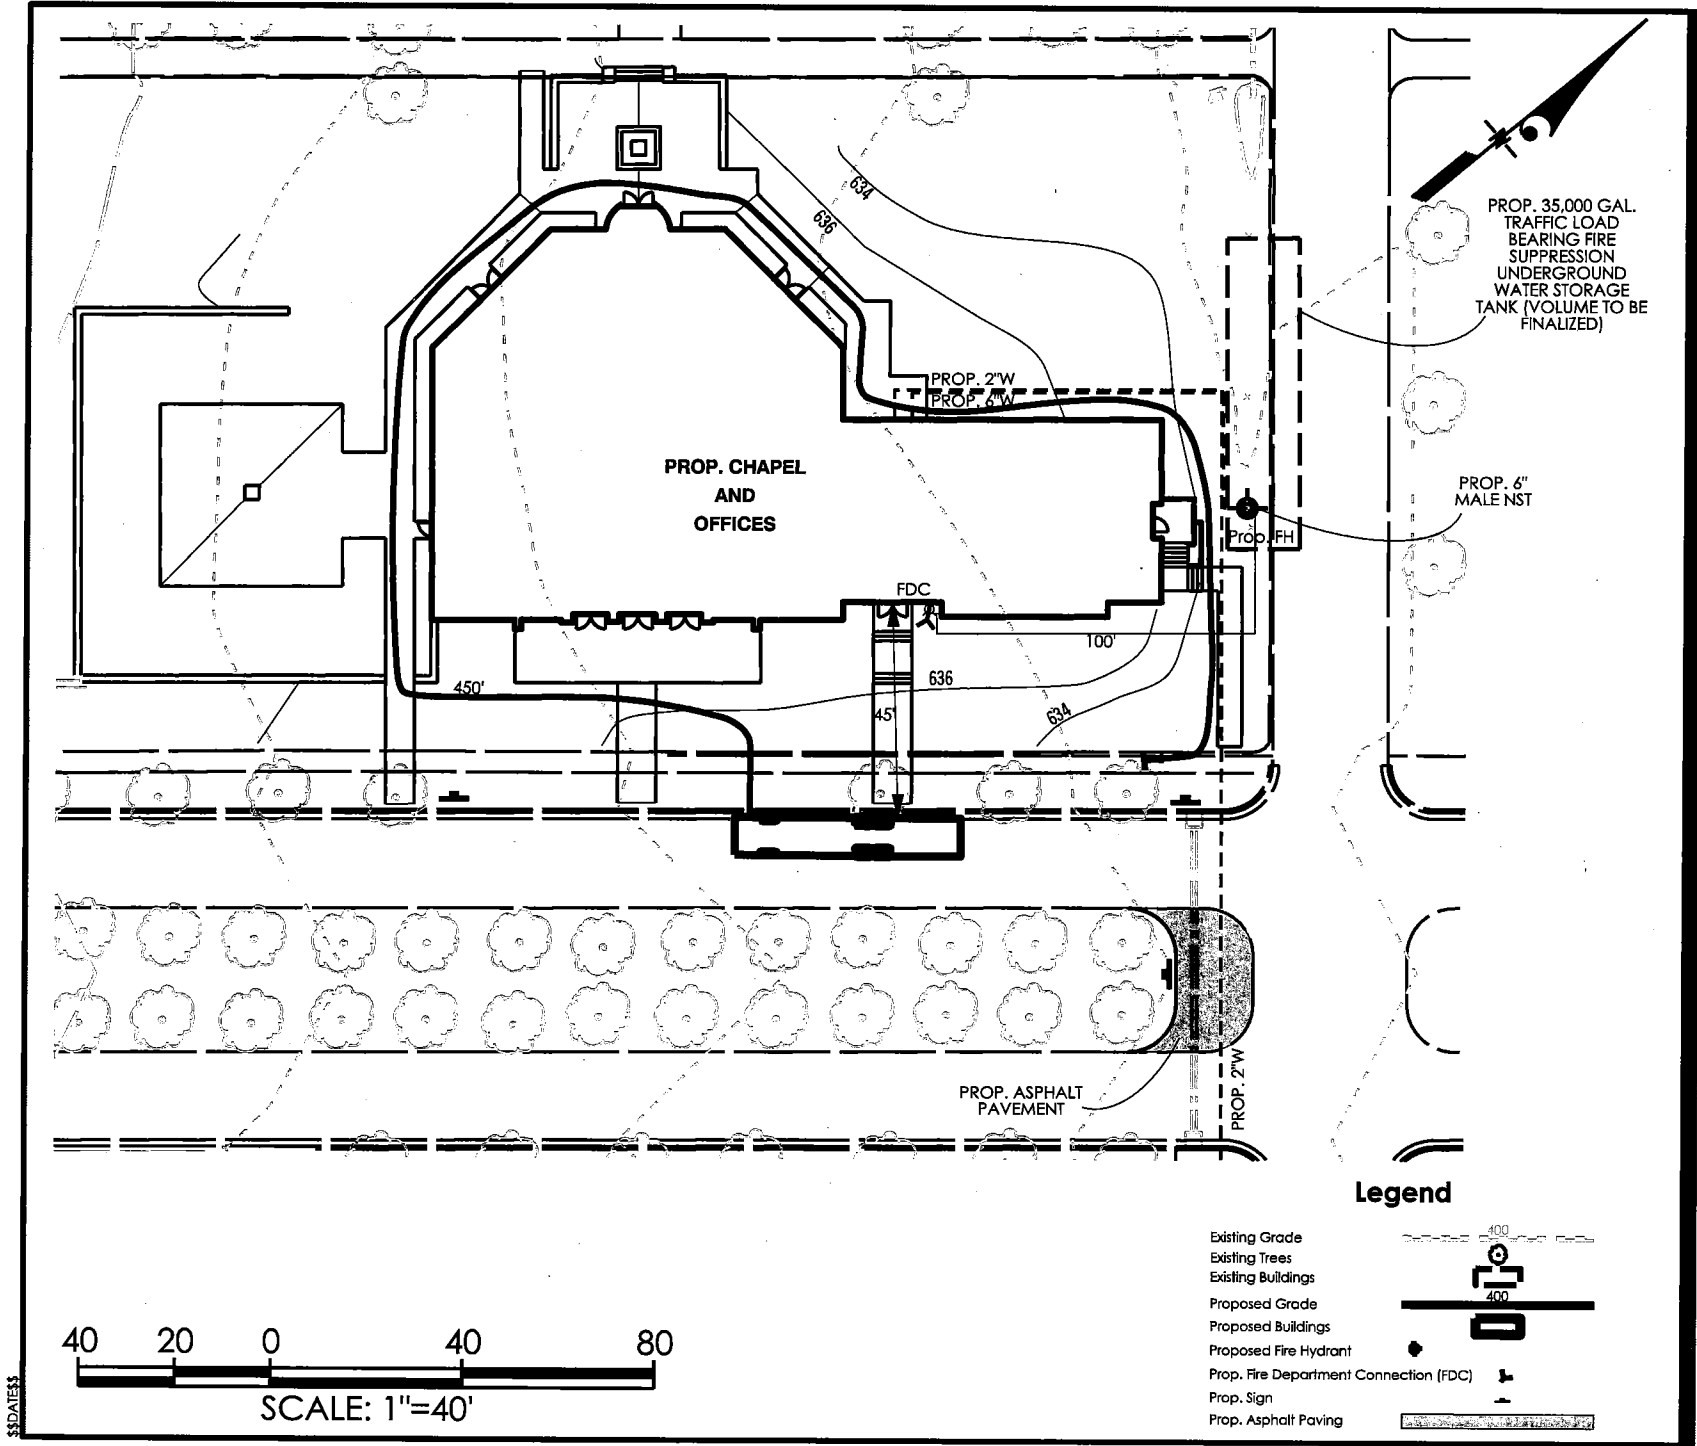 634
636
PROP. 35,000 GAL.
TRAFFIC LOAD
BEARING FIRE
SUPPRESSION
UNDERGROUND
WATER STORAGE
TANK (VOLUME TO BE
FINALIZED)
PROP. 2"W
PROP. 6"W
PROP. CHAPEL
AND
OFFICES
PROP. 6"
MALE NST
Prop. FH
FDC
100'
450'
636
45'
634
PROP. ASPHALT
PAVEMENT
PROP. 2"W
Legend
Existing Grade
400
Existing Trees
Existing Buildings
Proposed Grade
400
Proposed Buildings
Proposed Fire Hydrant
Prop. Fire Department Connection (FDC)
Prop. Sign
Prop. Asphalt Paving
40 20 0 40 80
SCALE: 1"=40'
$$DATE$$